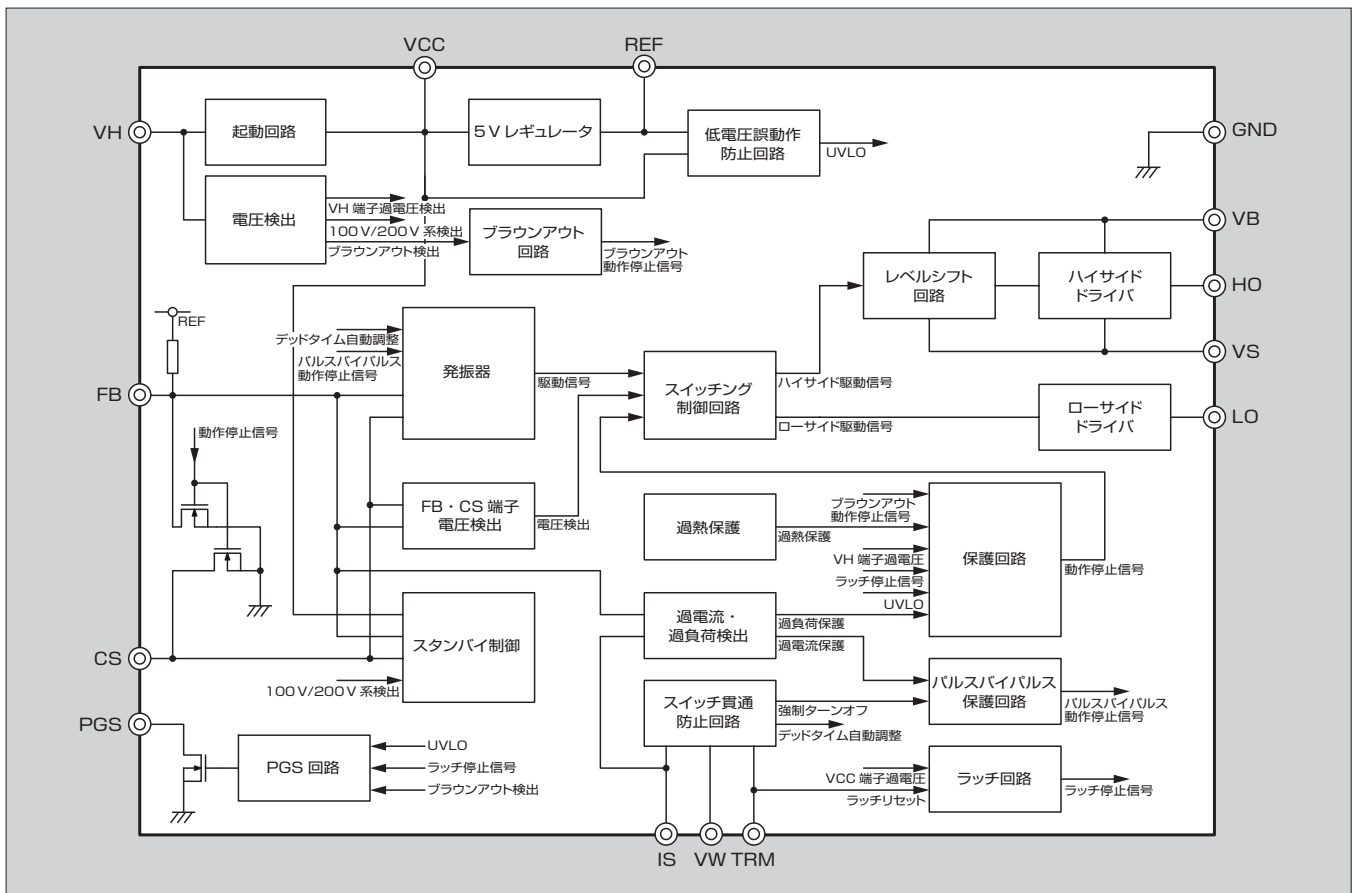 VCC
REF
VH
起動回路
5 V レギュレータ
低電圧誤動作
防止回路
UVLO
GND
電圧検出
VH 端子過電圧検出
100 V/200 V 系検出
ブラウンアウト検出
ブラウンアウト
回路
ブラウンアウト
動作停止信号
VB
レベルシフト
回路
ハイサイド
ドライバ
HO
VS
REF
デッドタイム自動調整
パルスバイパルス
動作停止信号
発振器
駆動信号
スイッチング
制御回路
ハイサイド駆動信号
ローサイド駆動信号
ローサイド
ドライバ
LO
FB
動作停止信号
FB・CS 端子
電圧検出
電圧検出
過熱保護
過熱保護
ブラウンアウト
動作停止信号
VH 端子過電圧
ラッチ停止信号
UVLO
保護回路
動作停止信号
過電流・
過負荷検出
過負荷保護
過電流保護
スタンバイ制御
CS
100 V/200 V 系検出
スイッチ貫通
防止回路
強制ターンオフ
デッドタイム自動調整
パルスバイパルス
保護回路
パルスバイパルス
動作停止信号
PGS
PGS 回路
UVLO
ラッチ停止信号
ブラウンアウト検出
VCC 端子過電圧
ラッチリセット
ラッチ回路
ラッチ停止信号
IS
VW
TRM